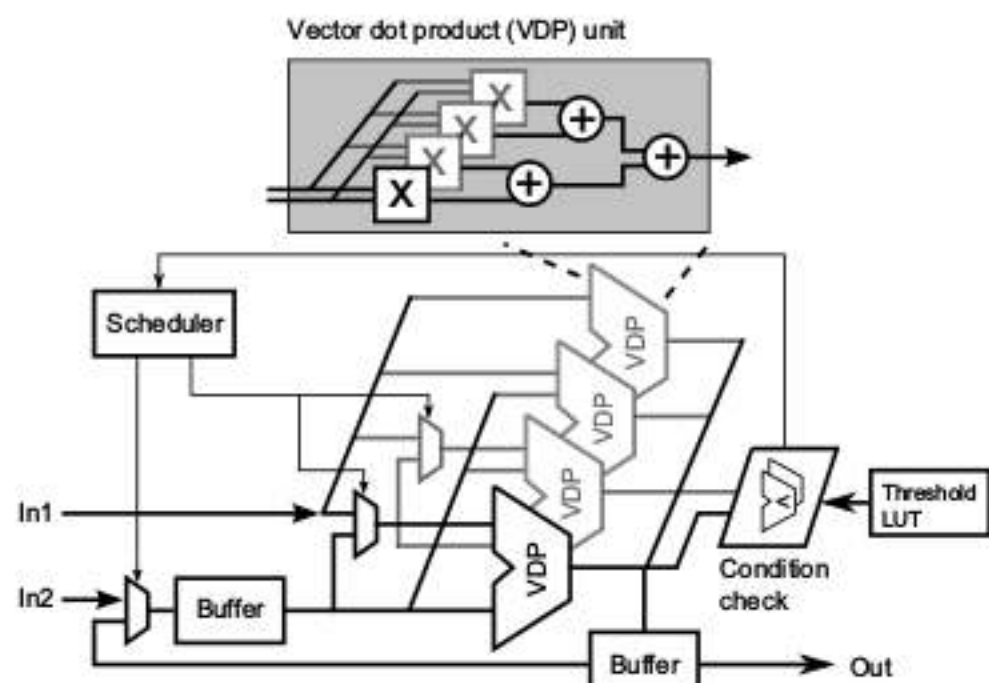 Vector dot product (VDP) unit
X
X
X
X
+
+
+
Scheduler
VDP
VDP
VDP
VDP
In1
In2
Buffer
<
Threshold
LUT
Condition
check
Buffer
Out